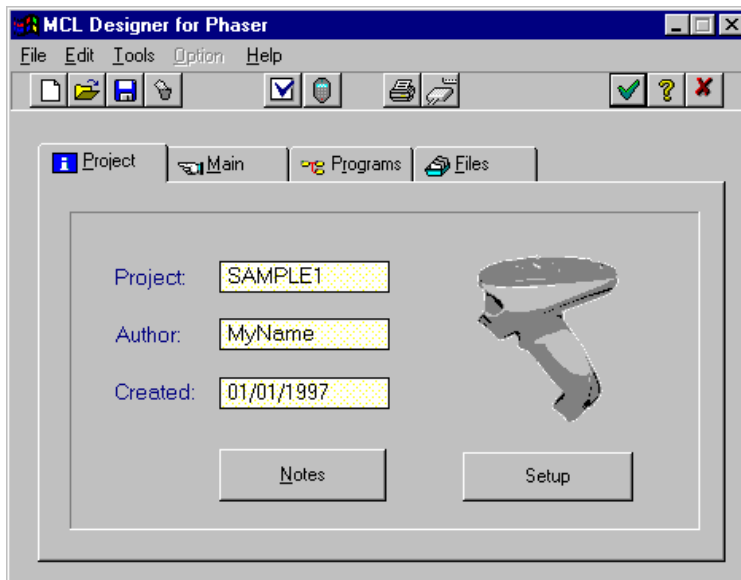 MCL Designer for Phaser
File Edit Tools Option Help
Project Main Programs Files
Project: SAMPLE1
Author: MyName
Created: 01/01/1997
Notes Setup